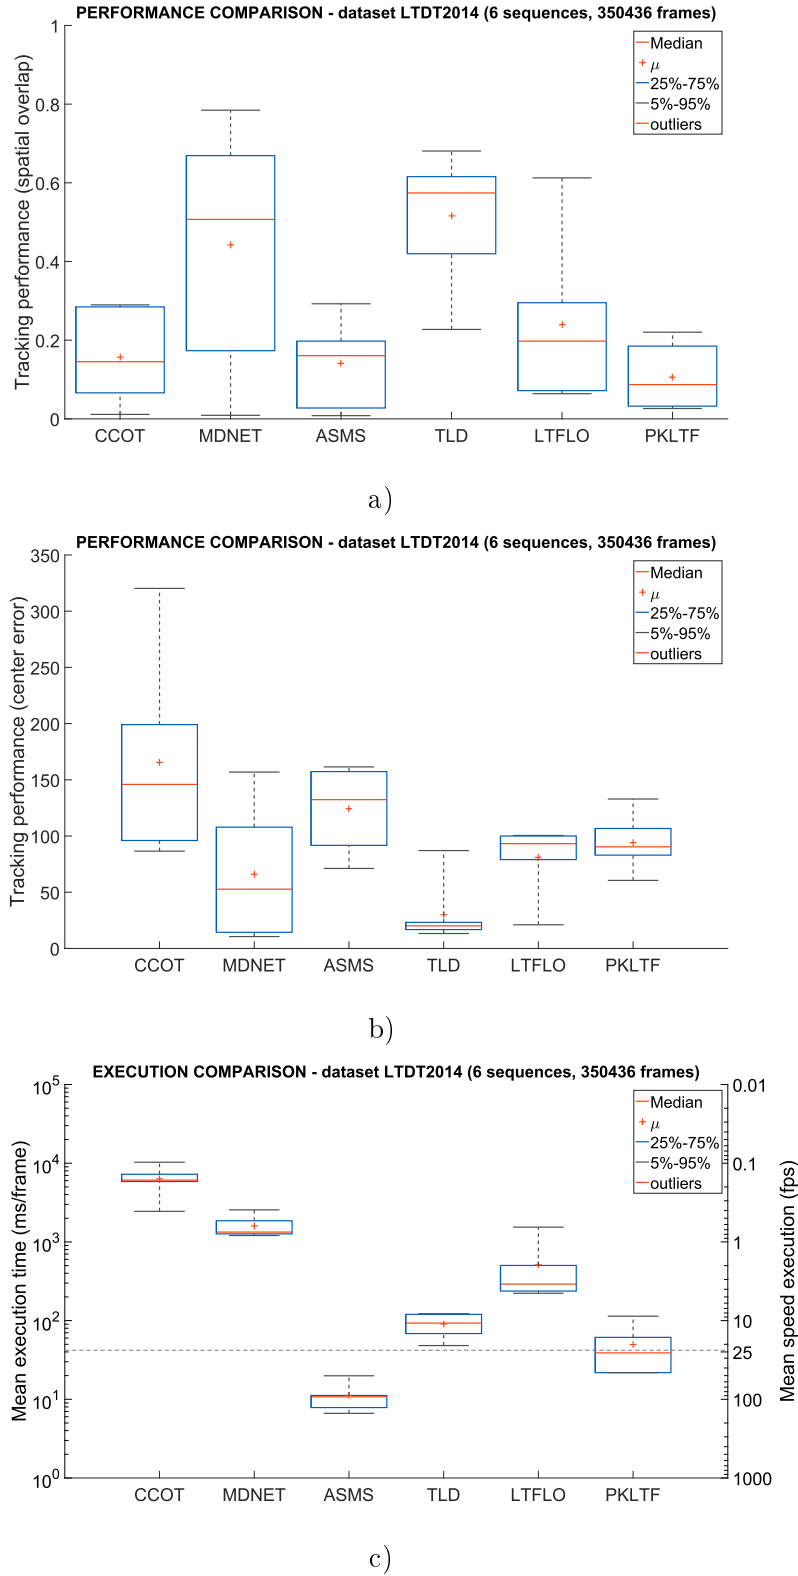 PERFORMANCE COMPARISON - dataset LTDT2014 (6 sequences, 350436 frames)
Tracking performance (spatial overlap)
1
0.8
0.6
0.4
0.2
0
Median
μ
25%-75%
5%-95%
outliers
CCOT MDNET ASMS TLD LTFLO PKLTF
a)
PERFORMANCE COMPARISON - dataset LTDT2014 (6 sequences, 350436 frames)
Tracking performance (center error)
350
300
250
200
150
100
50
0
Median
μ
25%-75%
5%-95%
outliers
CCOT MDNET ASMS TLD LTFLO PKLTF
b)
EXECUTION COMPARISON - dataset LTDT2014 (6 sequences, 350436 frames)
Mean execution time (ms/frame)
10^5
10^4
10^3
10^2
10^1
10^0
Median
μ
25%-75%
5%-95%
outliers
0.01
0.1
1
10
25
100
1000
Mean speed execution (fps)
CCOT MDNET ASMS TLD LTFLO PKLTF
c)